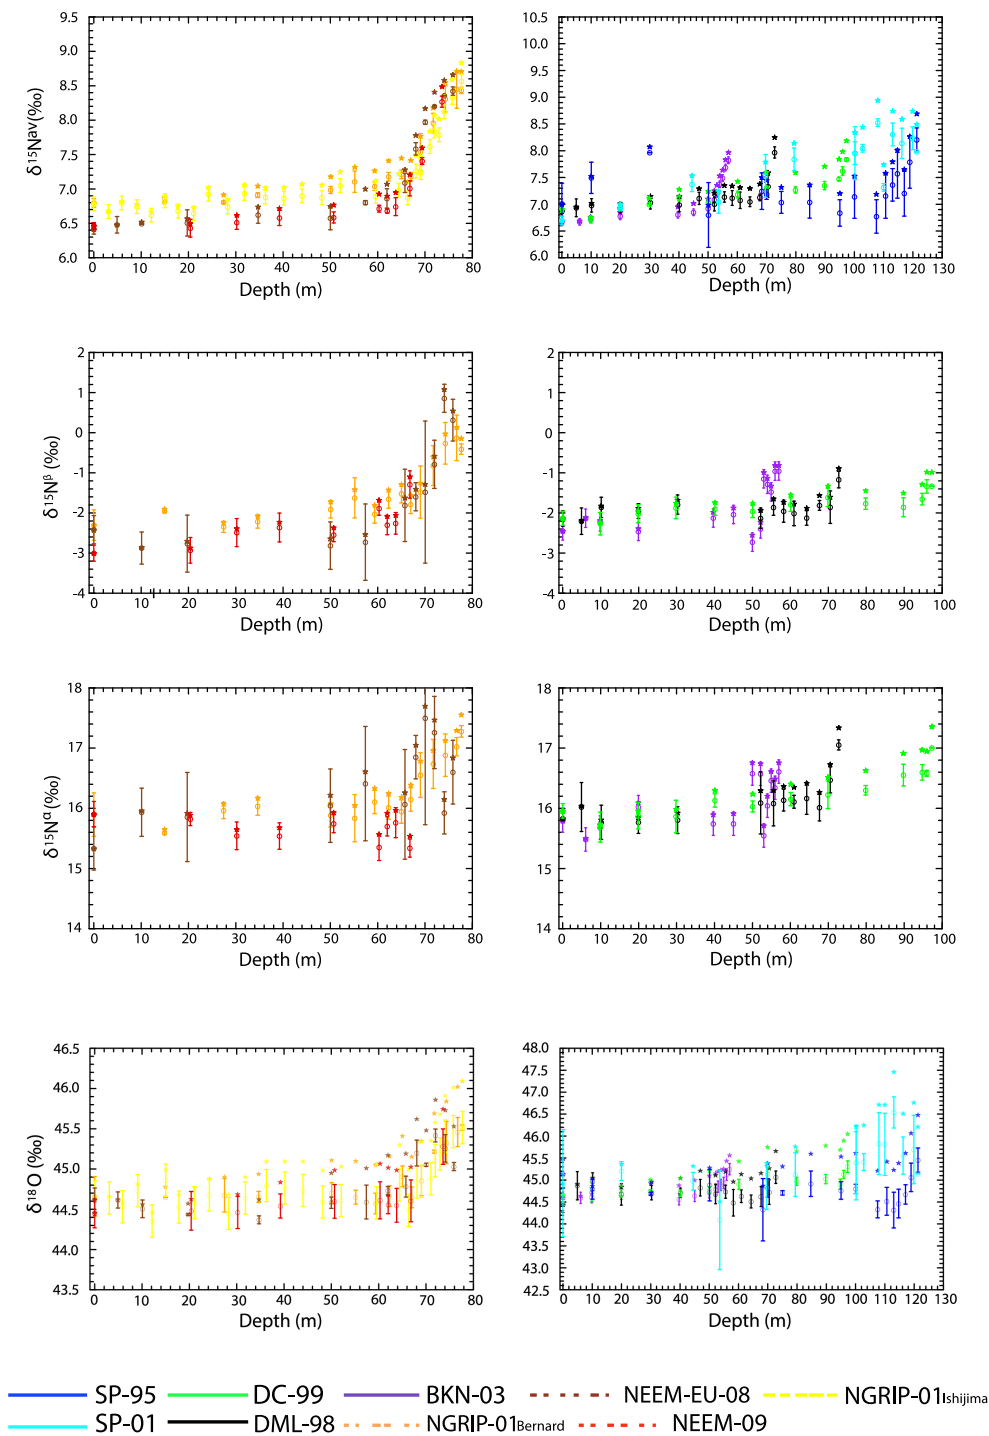 δ¹⁵Nᵃᵛ(‰)
9.5
9.0
8.5
8.0
7.5
7.0
6.5
6.0
0 10 20 30 40 50 60 70 80
Depth (m)
10.5
10.0
9.5
9.0
8.5
8.0
7.5
7.0
6.5
6.0
0 10 20 30 40 50 60 70 80 90 100 110 120 130
Depth (m)
δ¹⁵Nᵝ (‰)
2
1
0
-1
-2
-3
-4
0 10 20 30 40 50 60 70 80
Depth (m)
2
1
0
-1
-2
-3
-4
0 10 20 30 40 50 60 70 80 90 100
Depth (m)
δ¹⁵Nᵅ (‰)
18
17
16
15
14
0 10 20 30 40 50 60 70 80
Depth (m)
18
17
16
15
14
0 10 20 30 40 50 60 70 80 90 100
Depth (m)
δ¹⁸O (‰)
46.5
46.0
45.5
45.0
44.5
44.0
43.5
0 10 20 30 40 50 60 70 80
Depth (m)
48.0
47.5
47.0
46.5
46.0
45.5
45.0
44.5
44.0
43.5
43.0
42.5
0 10 20 30 40 50 60 70 80 90 100 110 120 130
Depth (m)
SP-95 DC-99 BKN-03 NEEM-EU-08 NGRIP-01Ishijima
SP-01 DML-98 NGRIP-01Bernard NEEM-09